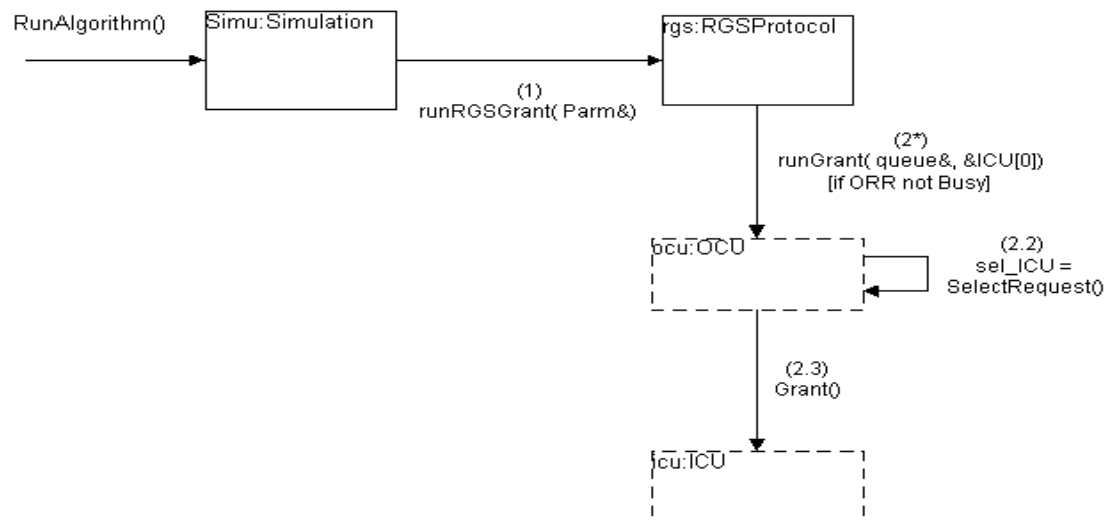 RunAlgorithm()
Simu:Simulation
rgs:RGSProtocol
(1)
runRGSGrant( Parm&)
(2*)
runGrant( queue&, &ICU[0])
[if ORR not Busy]
ocu:OCU
(2.2)
sel_ICU =
SelectRequest()
(2.3)
Grant()
icu:ICU